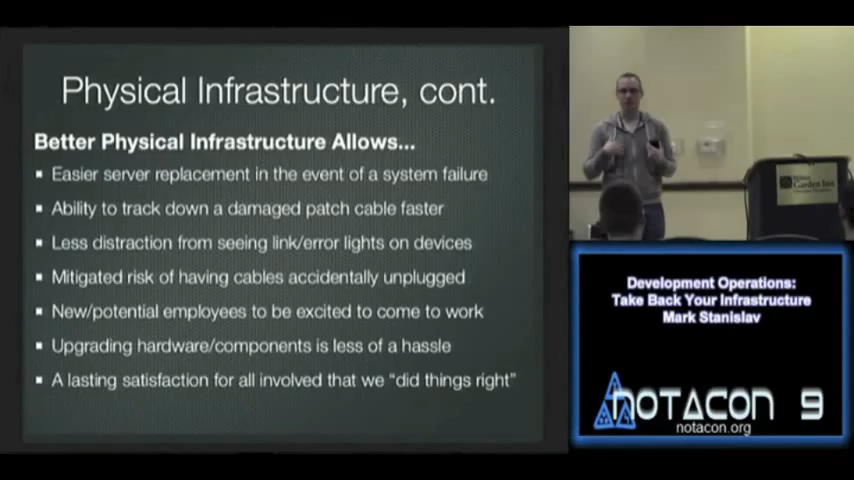 Physical Infrastructure, cont.
Better Physical Infrastructure Allows...
Easier server replacement in the event of a system failure
Ability to track down a damaged patch cable faster
Less distraction from seeing link/error lights on devices
Mitigated risk of having cables accidentally unplugged
New/potential employees to be excited to come to work
Upgrading hardware/components is less of a hassle
A lasting satisfaction for all involved that we “did things right”
Hilton
Garden Inn
Development Operations:
Take Back Your Infrastructure
Mark Stanislav
NOTACON 9
notacon.org